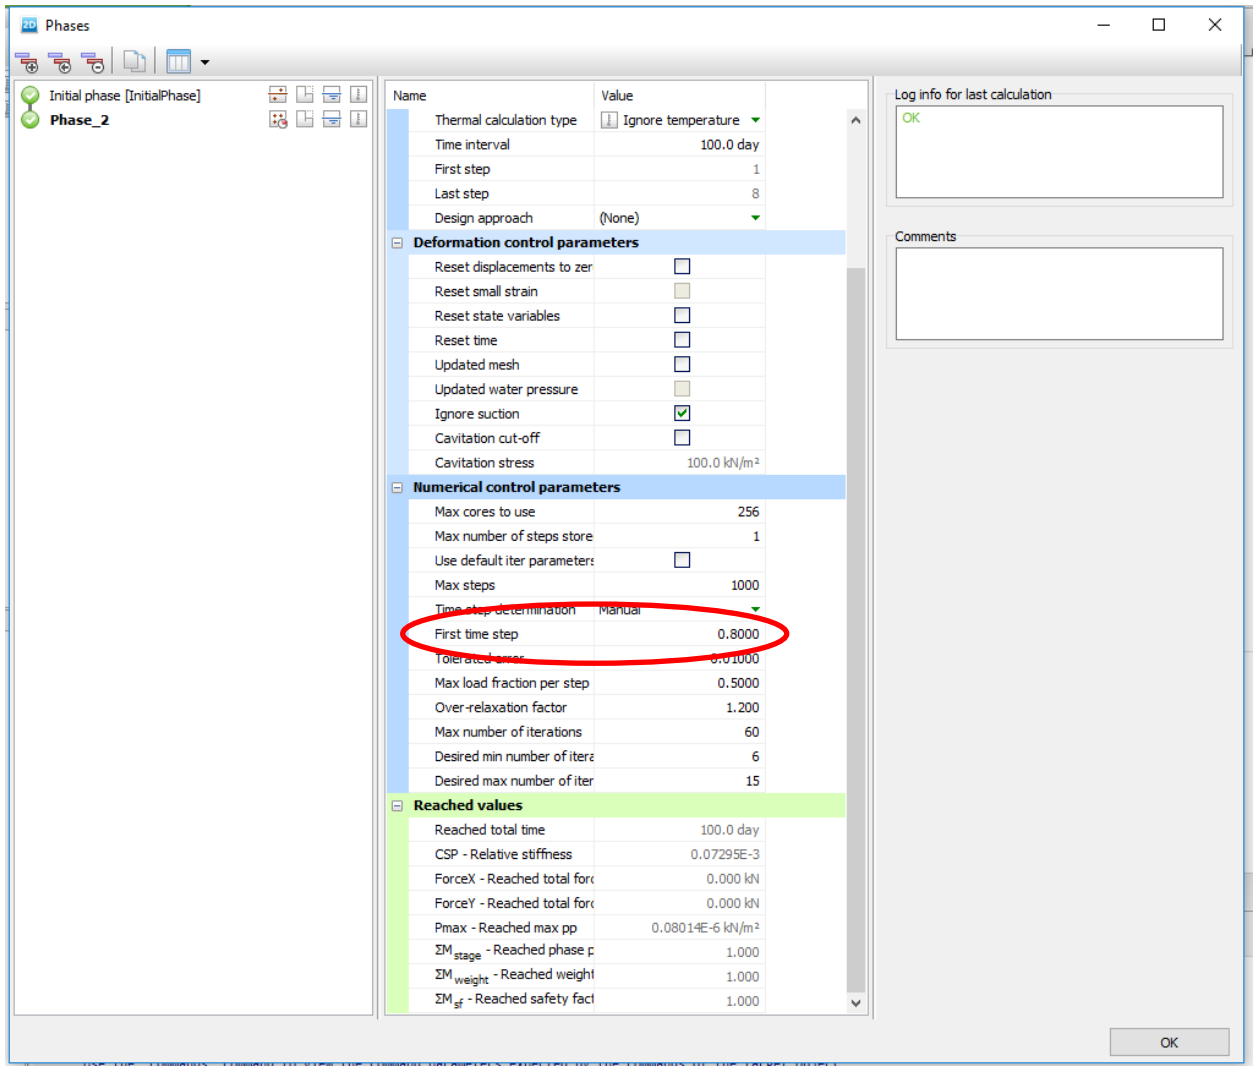 2D Phases
Initial phase [InitialPhase]
Phase_2
Name Value
Thermal calculation type Ignore temperature
Time interval 100.0 day
First step 1
Last step 8
Design approach (None)
Deformation control parameters
Reset displacements to zer
Reset small strain
Reset state variables
Reset time
Updated mesh
Updated water pressure
Ignore suction
Cavitation cut-off
Cavitation stress 100.0 kN/m²
Numerical control parameters
Max cores to use 256
Max number of steps store 1
Use default iter parameters
Max steps 1000
Time step determination Manual
First time step 0.8000
Tolerated error 0.01000
Max load fraction per step 0.5000
Over-relaxation factor 1.200
Max number of iterations 60
Desired min number of itera 6
Desired max number of iter 15
Reached values
Reached total time 100.0 day
CSP - Relative stiffness 0.07295E-3
ForceX - Reached total forc 0.000 kN
ForceY - Reached total forc 0.000 kN
Pmax - Reached max pp 0.08014E-6 kN/m²
ΣM stage - Reached phase p 1.000
ΣM weight - Reached weight 1.000
ΣM sf - Reached safety fact 1.000
Log info for last calculation
OK
Comments
OK